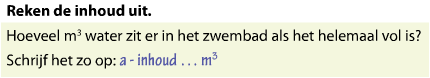 Reken de inhoud uit.
Hoeveel m³ water zit er in het zwembad als het helemaal vol is?
Schrijf het zo op: a - inhoud ... m³